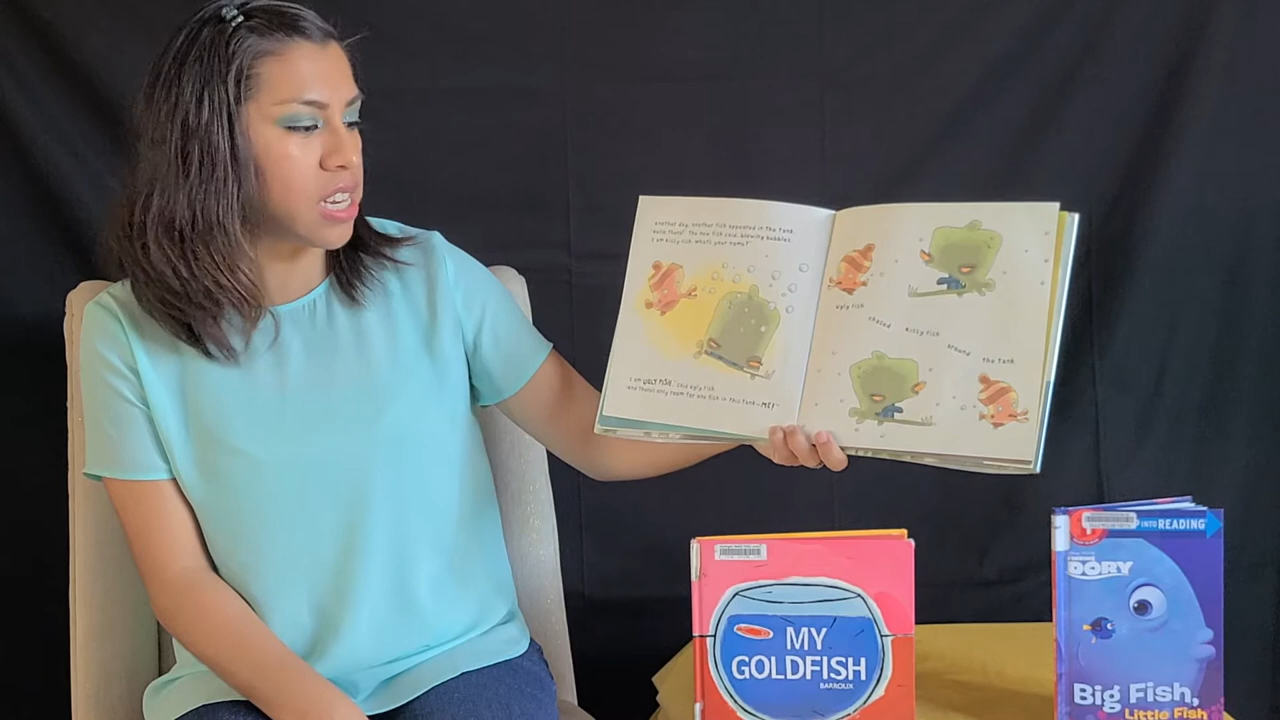 another day, another fish appeared in the tank.
"hello there!" the new fish said, blowing bubbles.
"I am kissy fish. what's your name?"
"I am UGLY FISH," said ugly fish.
"and there's only room for one fish in this tank—ME!"
ugly fish
chased
kissy fish
around
the tank.
MY
GOLDFISH
BARROUX
INTO READING
DORY
Big Fish,
Little Fish